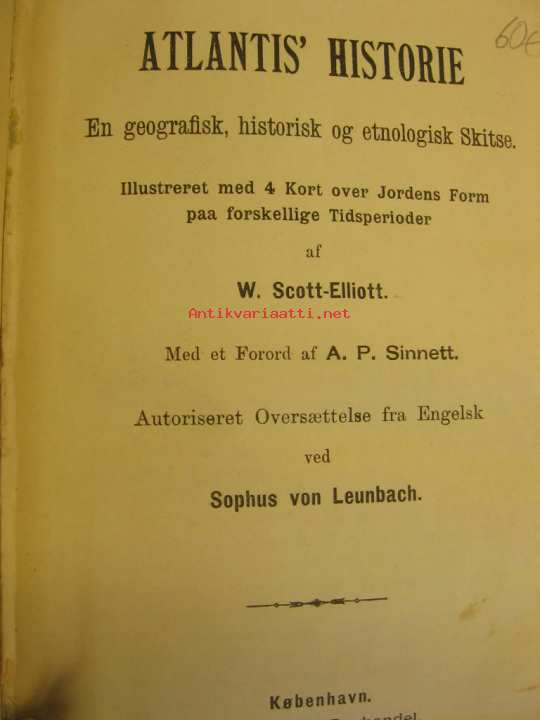 60€
ATLANTIS' HISTORIE
En geografisk, historisk og etnologisk Skitse.
Illustreret med 4 Kort over Jordens Form
paa forskellige Tidsperioder
af
W. Scott-Elliott.
Antikvariaatti.net
Med et Forord af A. P. Sinnett.
Autoriseret Oversættelse fra Engelsk
ved
Sophus von Leunbach.
København.